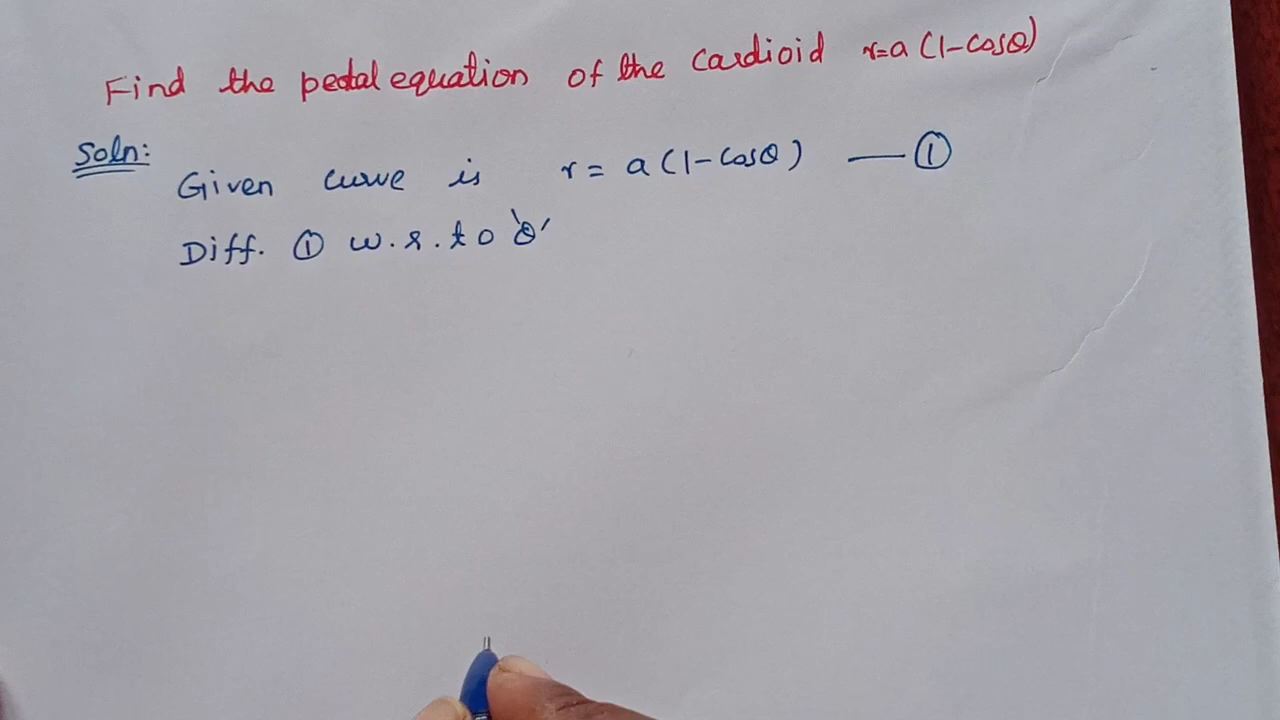 Find the pedal equation of the cardioid r=a(1-cosθ)
Soln:
Given curve is r = a(1-cosθ) — ①
Diff. ① w.r.to 'θ'